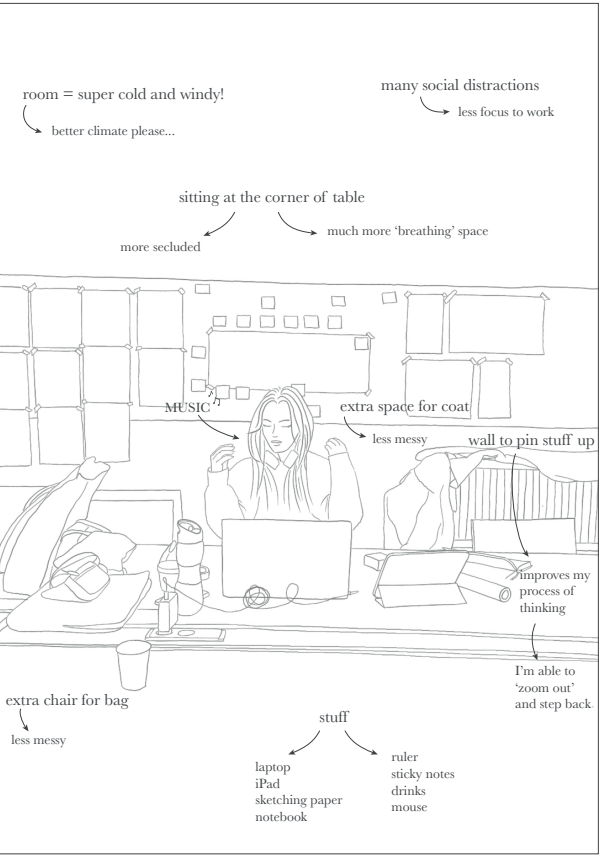 room = super cold and windy!
better climate please...
many social distractions
less focus to work
sitting at the corner of table
more secluded
much more ‘breathing’ space
MUSIC
extra space for coat
less messy
wall to pin stuff up
improves my
process of
thinking
I’m able to
‘zoom out’
and step back
extra chair for bag
less messy
stuff
laptop
iPad
sketching paper
notebook
ruler
sticky notes
drinks
mouse